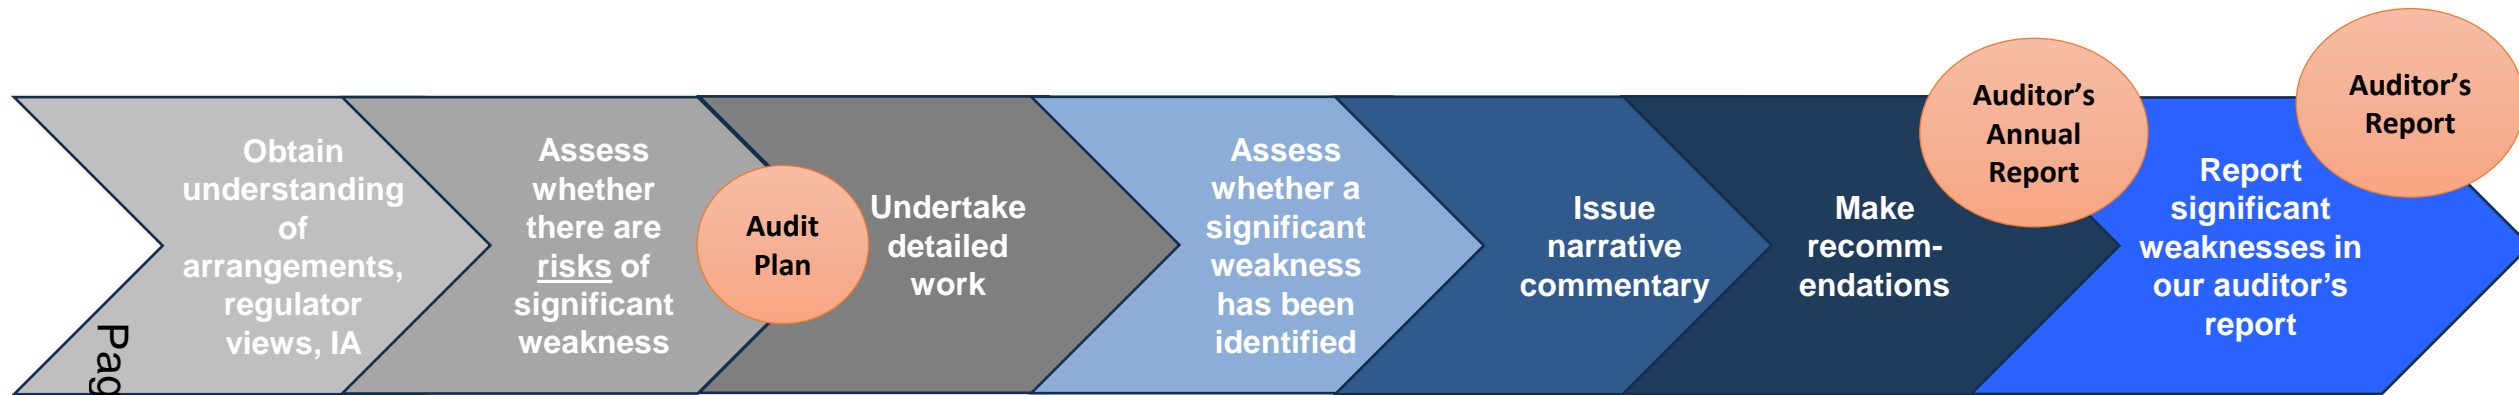 Obtain
understanding
of
arrangements,
regulator
views, IA
Assess
whether
there are
risks of
significant
weakness
Audit
Plan
Undertake
detailed
work
Assess
whether a
significant
weakness
has been
identified
Issue
narrative
commentary
Make
recomm-
endations
Auditor’s
Annual
Report
Report
significant
weaknesses in
our auditor’s
report
Auditor’s
Report
Pag